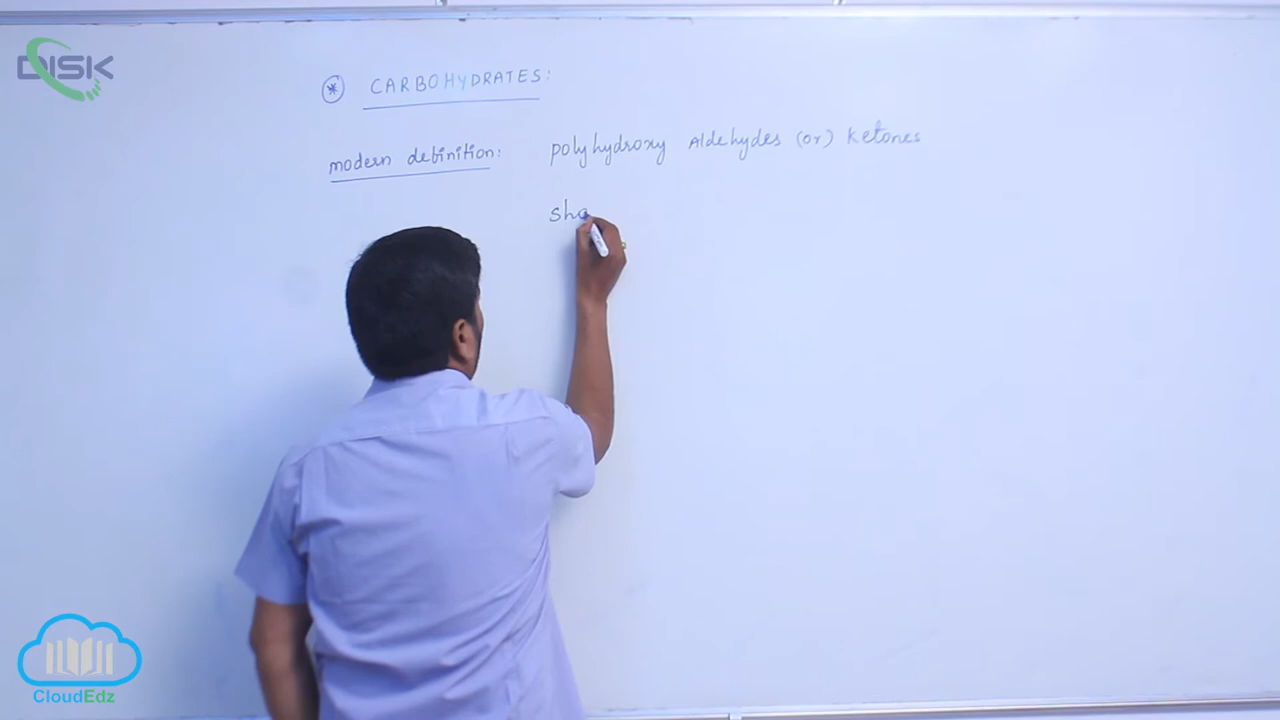 DISK
* CARBOHYDRATES:
modern definition: polyhydroxy Aldehydes (or) Ketones
sho
CloudEdz